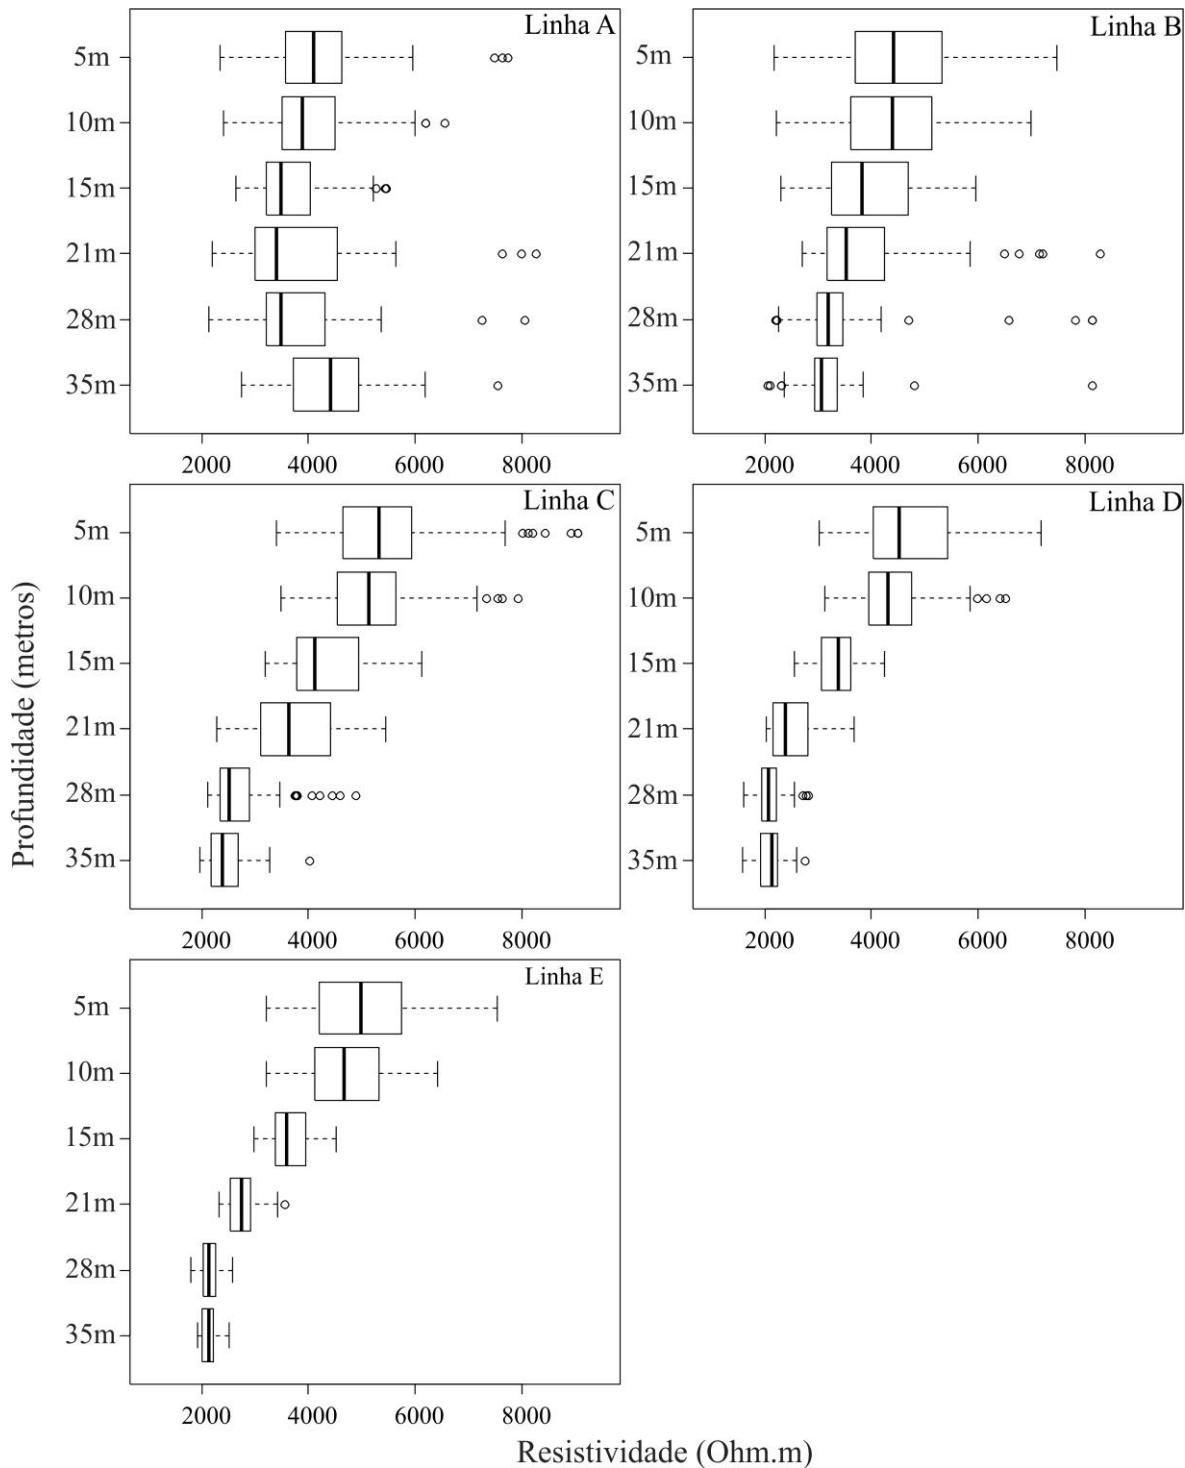 Linha A
5m
10m
15m
21m
28m
35m
2000 4000 6000 8000
Linha B
5m
10m
15m
21m
28m
35m
2000 4000 6000 8000
Linha C
5m
10m
15m
21m
28m
35m
2000 4000 6000 8000
Linha D
5m
10m
15m
21m
28m
35m
2000 4000 6000 8000
Linha E
5m
10m
15m
21m
28m
35m
2000 4000 6000 8000
Profundidade (metros)
Resistividade (Ohm.m)